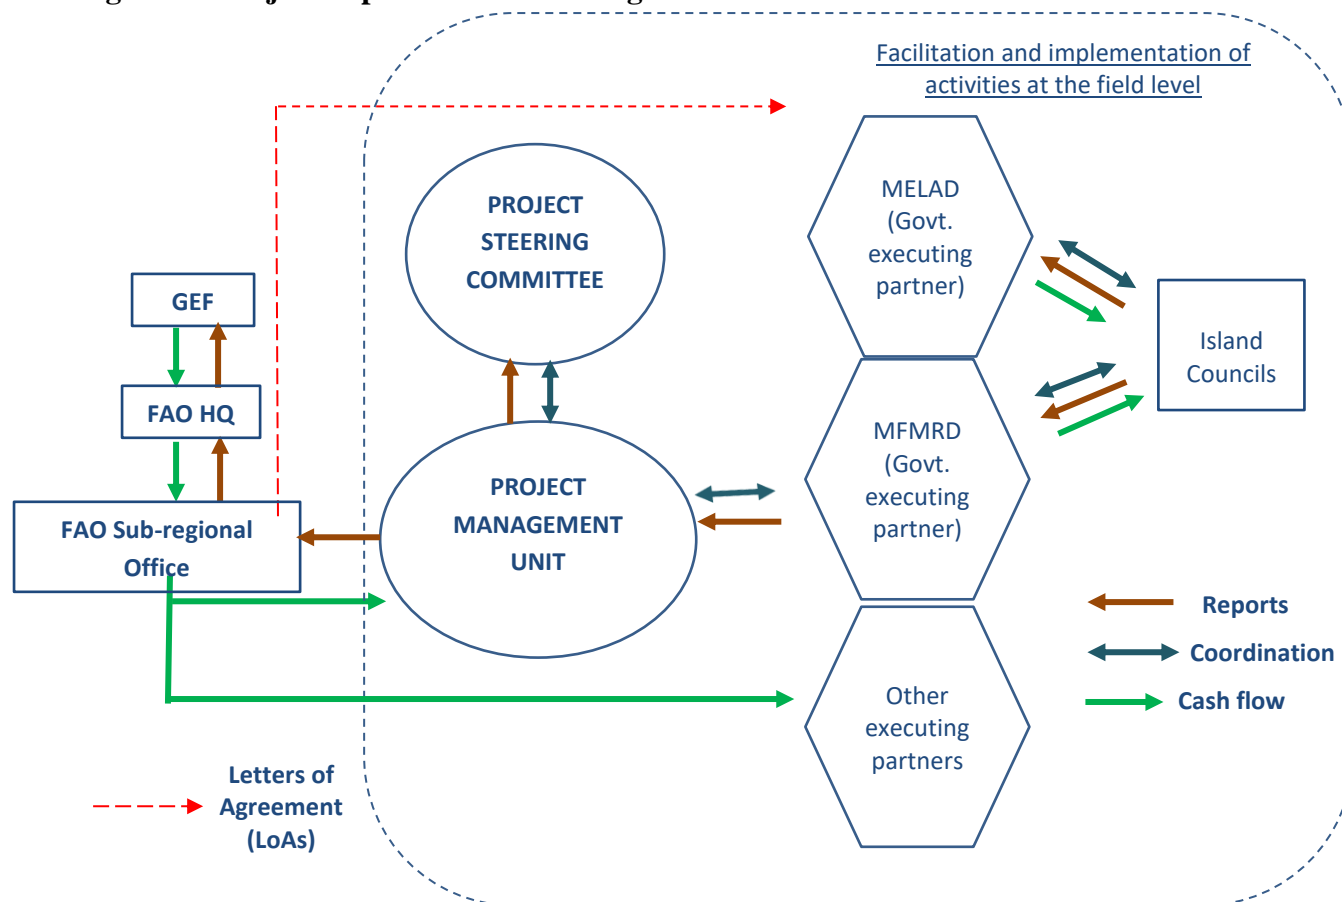 Facilitation and implementation of
activities at the field level
MELAD
(Govt.
executing
partner)
PROJECT
STEERING
COMMITTEE
GEF
Island
Councils
FAO HQ
MFMRD
(Govt.
executing
partner)
PROJECT
MANAGEMENT
UNIT
FAO Sub-regional
Office
Reports
Coordination
Cash flow
Other
executing
partners
Letters of
Agreement
(LoAs)